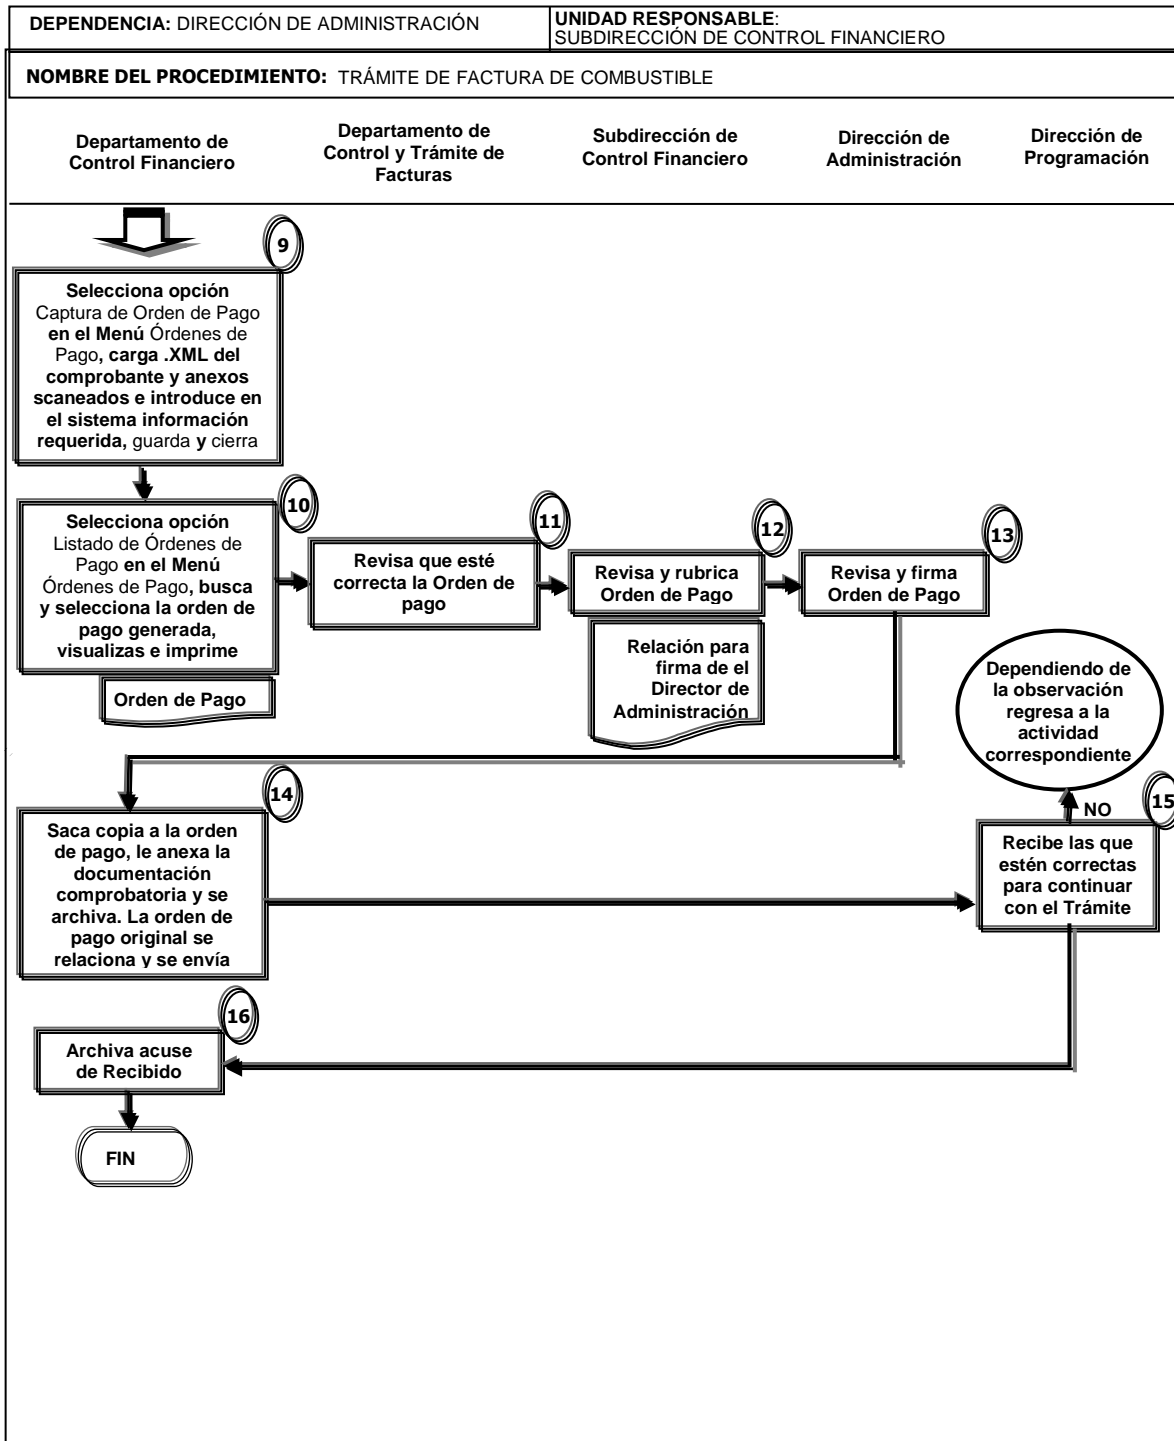 DEPENDENCIA: DIRECCIÓN DE ADMINISTRACIÓN
UNIDAD RESPONSABLE:
SUBDIRECCIÓN DE CONTROL FINANCIERO
NOMBRE DEL PROCEDIMIENTO: TRÁMITE DE FACTURA DE COMBUSTIBLE
Departamento de
Control Financiero
Departamento de
Control y Trámite de
Facturas
Subdirección de
Control Financiero
Dirección de
Administración
Dirección de
Programación
9
Selecciona opción
Captura de Orden de Pago
en el Menú Órdenes de
Pago, carga .XML del
comprobante y anexos
scaneados e introduce en
el sistema información
requerida, guarda y cierra
10
Selecciona opción
Listado de Órdenes de
Pago en el Menú
Órdenes de Pago, busca
y selecciona la orden de
pago generada,
visualizas e imprime
Orden de Pago
11
Revisa que esté
correcta la Orden de
pago
12
Revisa y rubrica
Orden de Pago
Relación para
firma de el
Director de
Administración
13
Revisa y firma
Orden de Pago
Dependiendo de
la observación
regresa a la
actividad
correspondiente
14
Saca copia a la orden
de pago, le anexa la
documentación
comprobatoria y se
archiva. La orden de
pago original se
relaciona y se envía
NO
15
Recibe las que
estén correctas
para continuar
con el Trámite
16
Archiva acuse
de Recibido
FIN